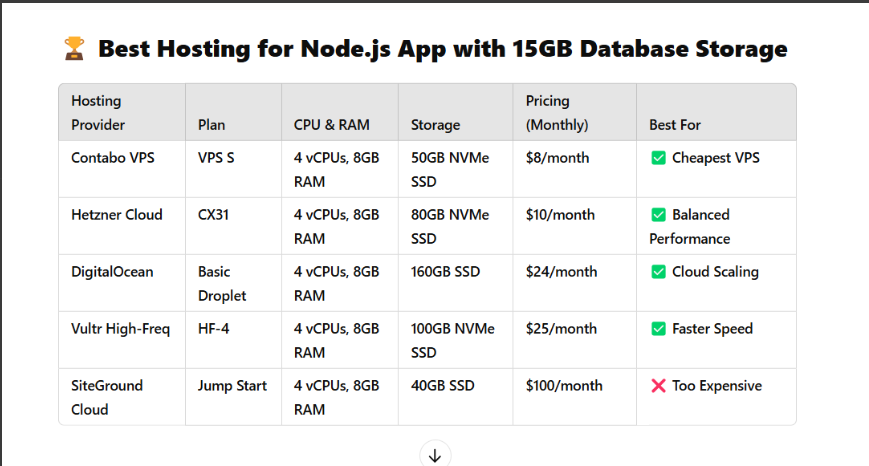 🏆 Best Hosting for Node.js App with 15GB Database Storage
Hosting Provider | Plan | CPU & RAM | Storage | Pricing (Monthly) | Best For
Contabo VPS | VPS S | 4 vCPUs, 8GB RAM | 50GB NVMe SSD | $8/month | ✅ Cheapest VPS
Hetzner Cloud | CX31 | 4 vCPUs, 8GB RAM | 80GB NVMe SSD | $10/month | ✅ Balanced Performance
DigitalOcean | Basic Droplet | 4 vCPUs, 8GB RAM | 160GB SSD | $24/month | ✅ Cloud Scaling
Vultr High-Freq | HF-4 | 4 vCPUs, 8GB RAM | 100GB NVMe SSD | $25/month | ✅ Faster Speed
SiteGround Cloud | Jump Start | 4 vCPUs, 8GB RAM | 40GB SSD | $100/month | ❌ Too Expensive